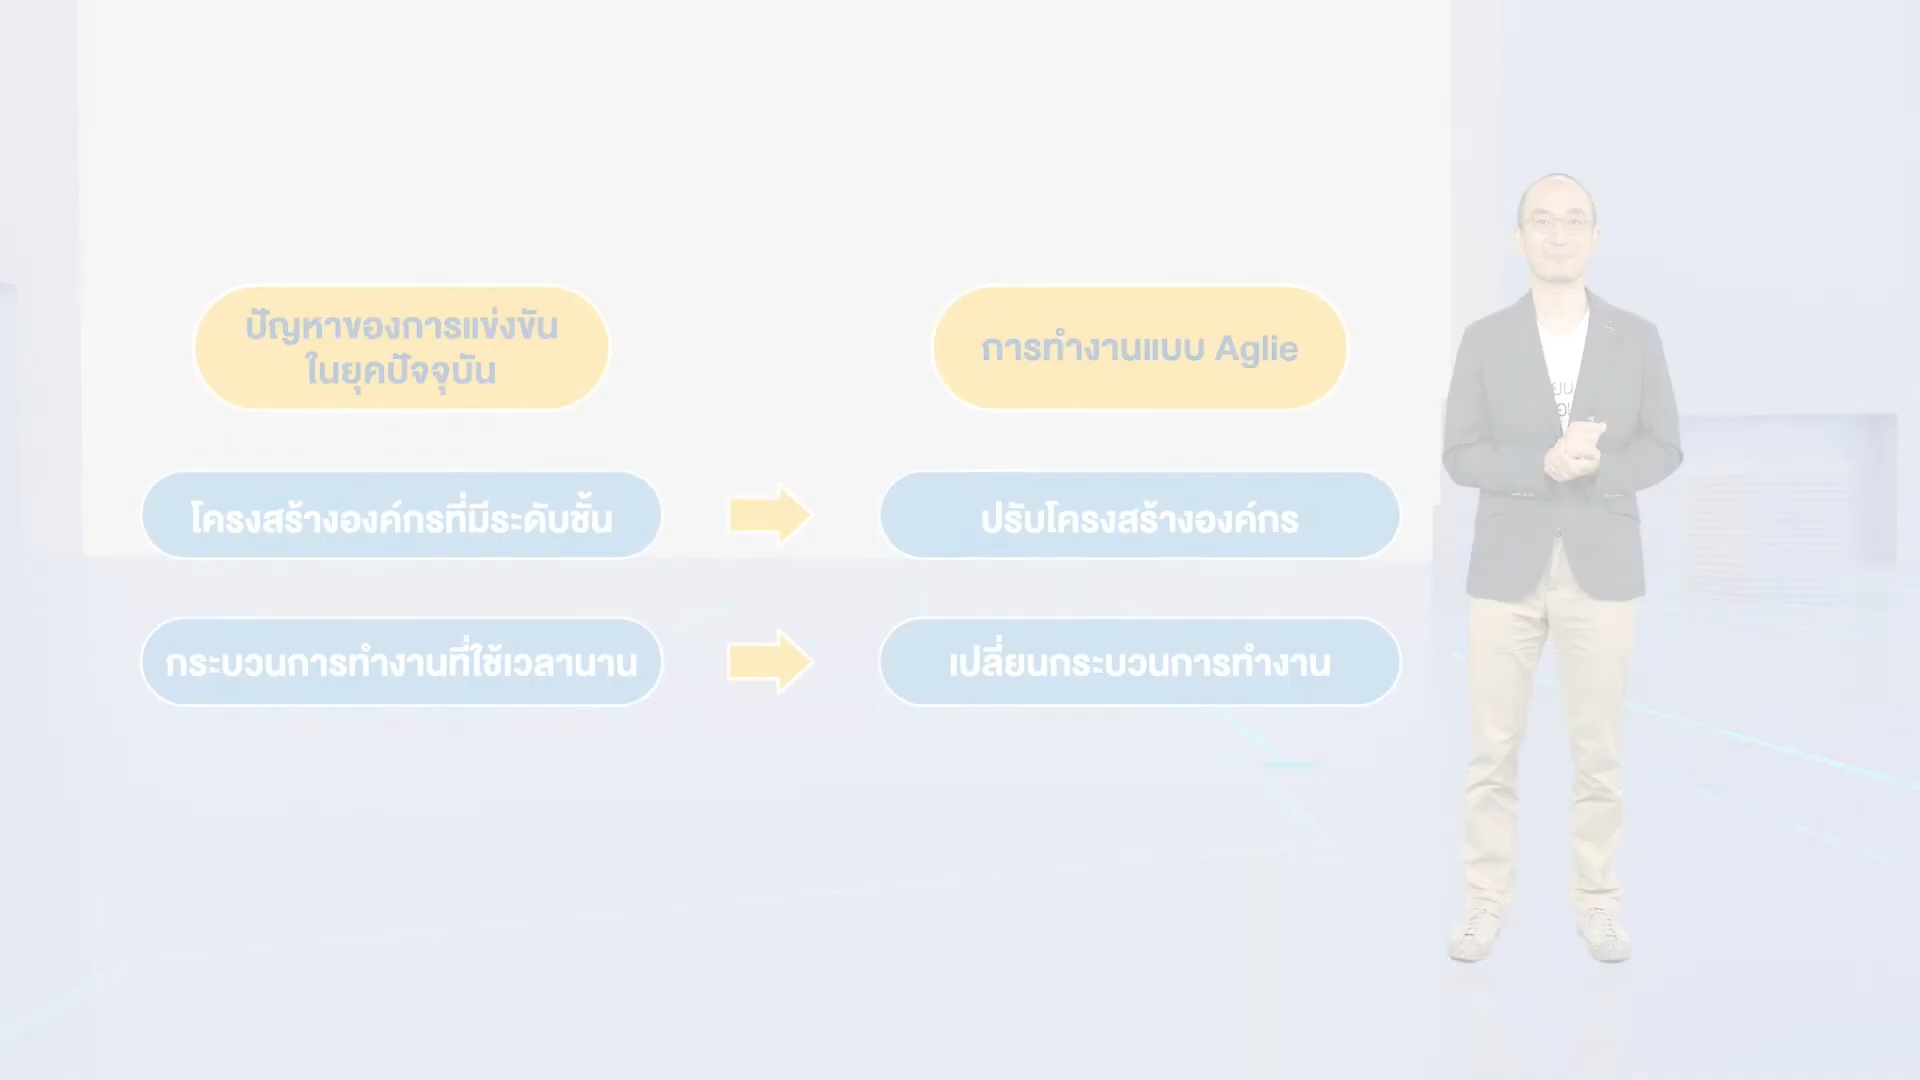 ปัญหาของการแข่งขัน
ในยุคปัจจุบัน
การทำงานแบบ Aglie
โครงสร้างองค์กรที่มีระดับชั้น
ปรับโครงสร้างองค์กร
กระบวนการทำงานที่ใช้เวลานาน
เปลี่ยนกระบวนการทำงาน